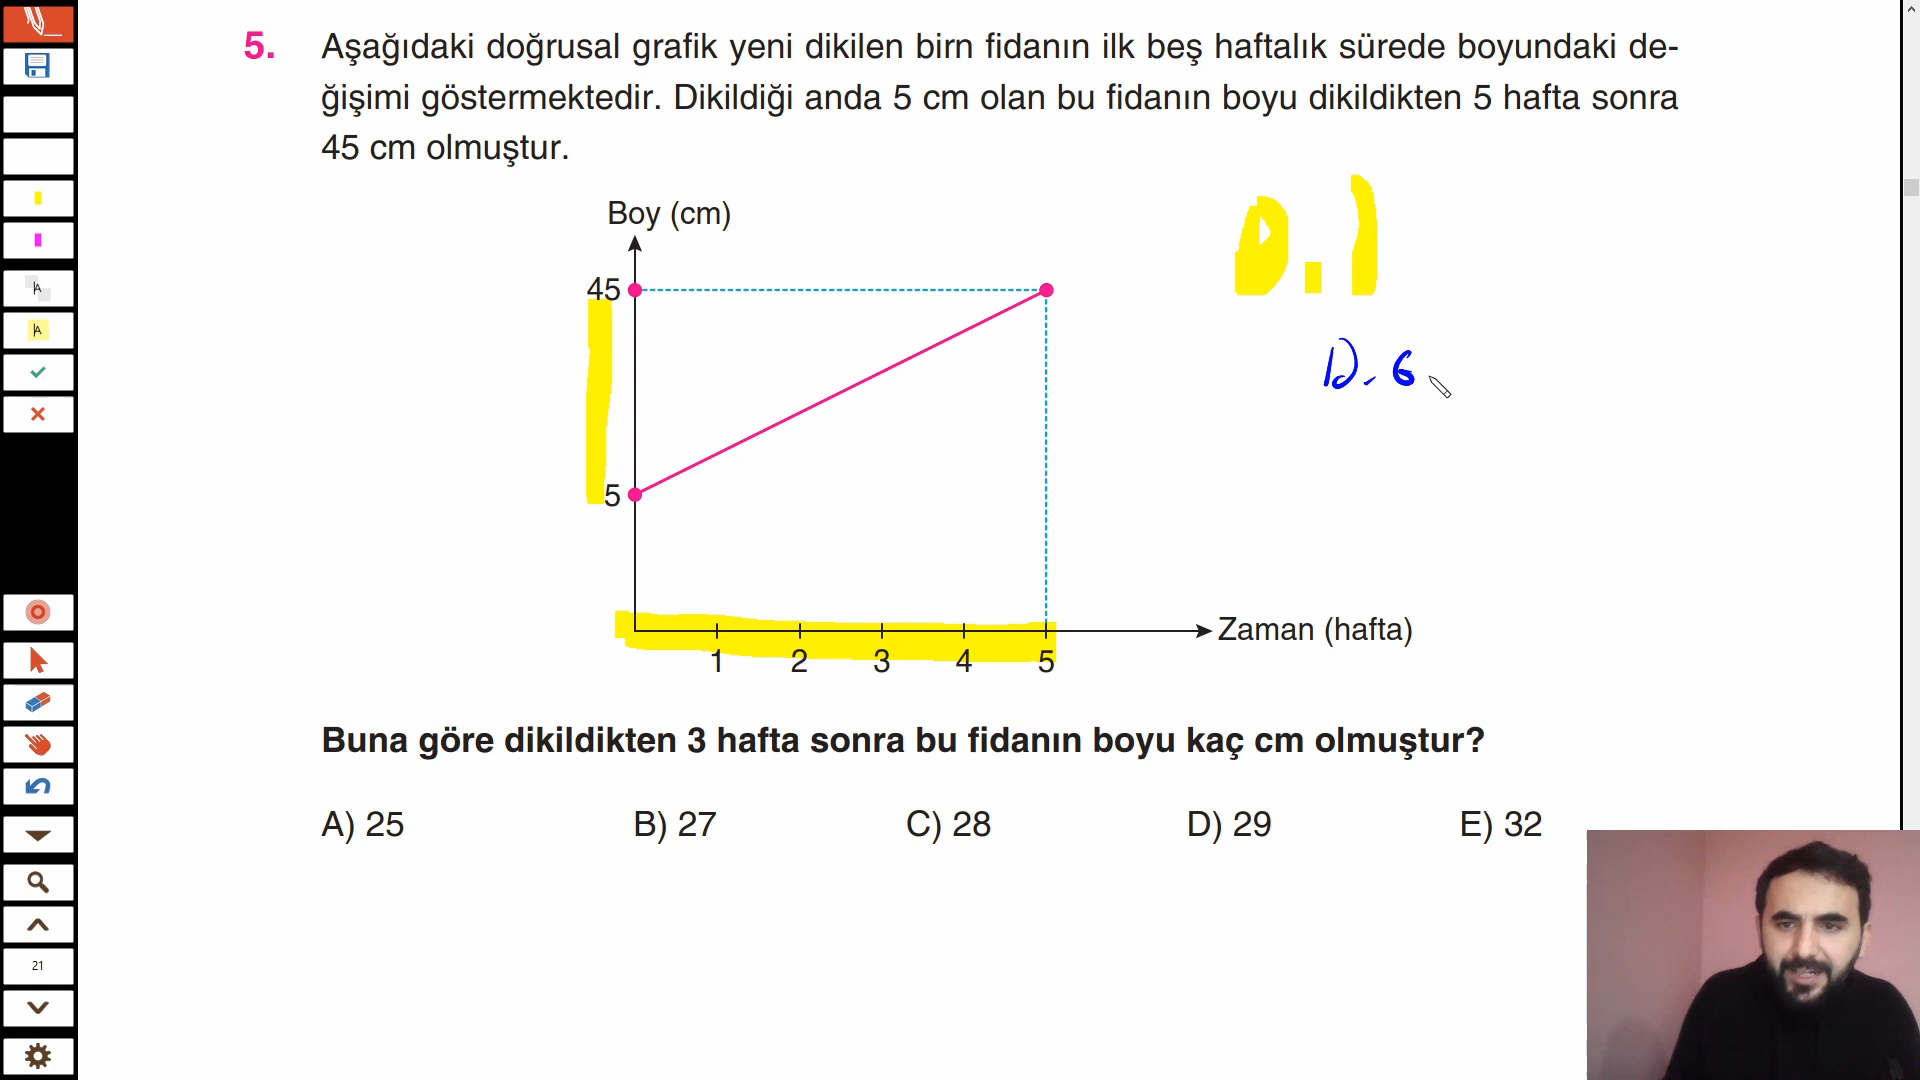 5. Aşağıdaki doğrusal grafik yeni dikilen birn fidanın ilk beş haftalık sürede boyundaki de-
ğişimi göstermektedir. Dikildiği anda 5 cm olan bu fidanın boyu dikildikten 5 hafta sonra
45 cm olmuştur.
Boy (cm)
45
5
1 2 3 4 5
Zaman (hafta)
D. G
Buna göre dikildikten 3 hafta sonra bu fidanın boyu kaç cm olmuştur?
A) 25 B) 27 C) 28 D) 29 E) 32
21